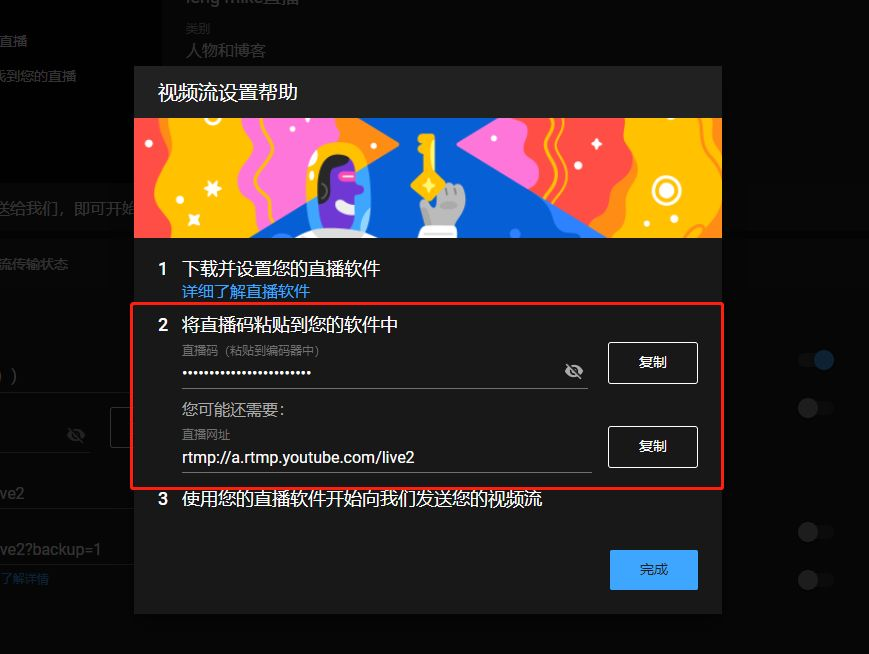 类别
人物和博客
直播
找到您的直播
视频流设置帮助
送给我们，即可开始
流传输状态
1 下载并设置您的直播软件
详细了解直播软件
2 将直播码粘贴到您的软件中
直播码（粘贴到编码器中）
••••••••••••••••••••••••
复制
您可能还需要：
直播网址
rtmp://a.rtmp.youtube.com/live2
复制
3 使用您的直播软件开始向我们发送您的视频流
ve2
ve2?backup=1
了解详情
完成